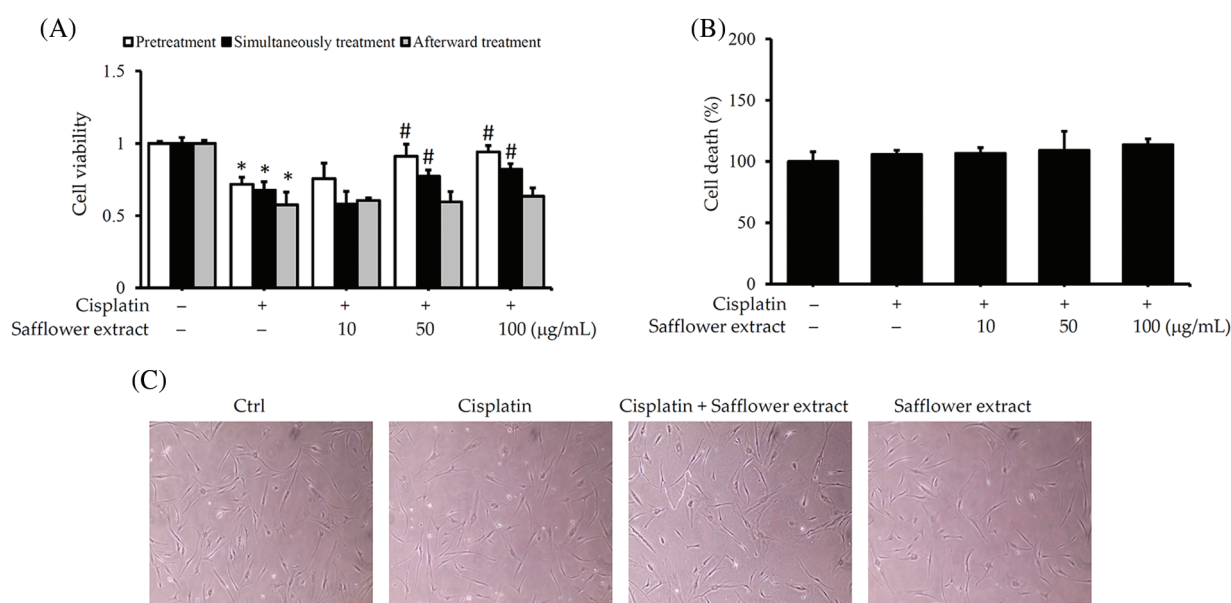 (A)
Pretreatment Simultaneously treatment Afterward treatment
1.5
1
0.5
0
Cell viability
* * *
# #
# #
Cisplatin – + + + +
Safflower extract – – 10 50 100 (µg/mL)
(B)
200
150
100
50
0
Cell death (%)
Cisplatin – + + + +
Safflower extract – – 10 50 100 (µg/mL)
(C)
Ctrl Cisplatin Cisplatin + Safflower extract Safflower extract